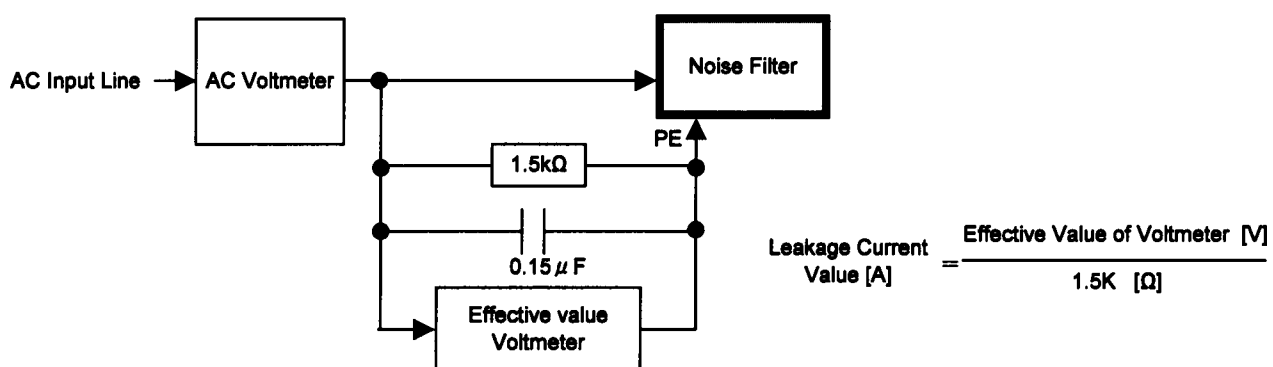 AC Input Line
AC Voltmeter
Noise Filter
PE
1.5kΩ
0.15 μ F
Effective value
Voltmeter
Leakage Current
Value [A]
=
Effective Value of Voltmeter [V]
1.5K [Ω]